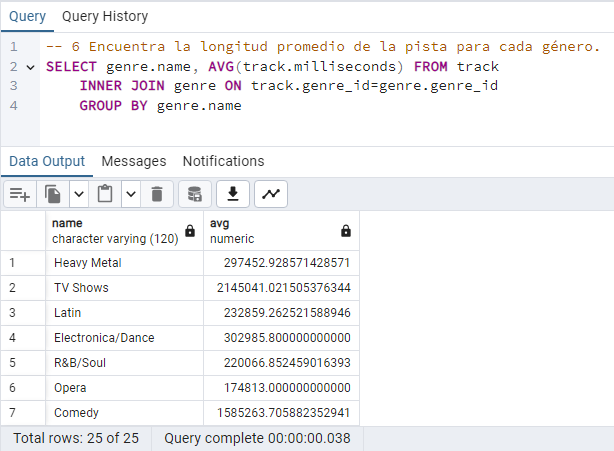 Query Query History
1 -- 6 Encuentra la longitud promedio de la pista para cada género.
2 SELECT genre.name, AVG(track.milliseconds) FROM track
3 INNER JOIN genre ON track.genre_id=genre.genre_id
4 GROUP BY genre.name
Data Output Messages Notifications
name avg
character varying (120) numeric
1 Heavy Metal 297452.928571428571
2 TV Shows 2145041.021505376344
3 Latin 232859.262521588946
4 Electronica/Dance 302985.800000000000
5 R&B/Soul 220066.852459016393
6 Opera 174813.000000000000
7 Comedy 1585263.705882352941
Total rows: 25 of 25 Query complete 00:00:00.038